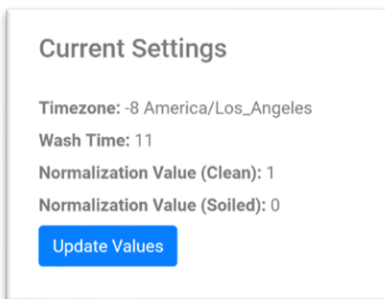 Current Settings
Timezone: -8 America/Los_Angeles
Wash Time: 11
Normalization Value (Clean): 1
Normalization Value (Soiled): 0
Update Values